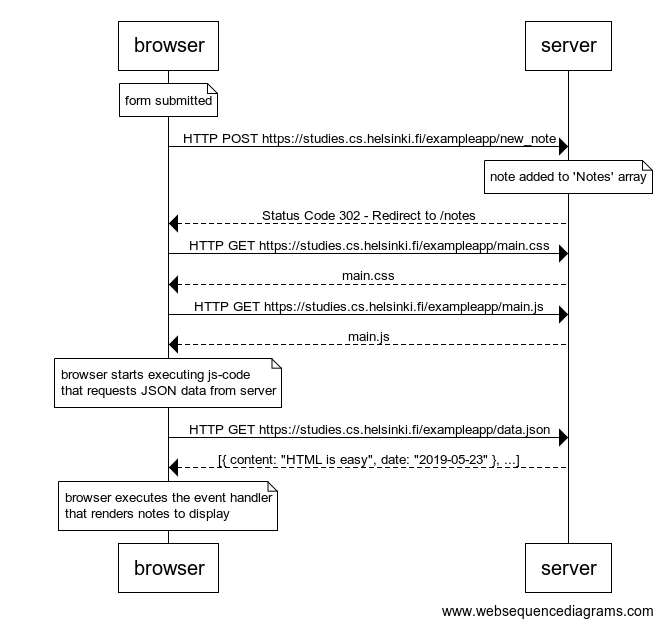 browser
server
form submitted
HTTP POST https://studies.cs.helsinki.fi/exampleapp/new_note
note added to 'Notes' array
Status Code 302 - Redirect to /notes
HTTP GET https://studies.cs.helsinki.fi/exampleapp/main.css
main.css
HTTP GET https://studies.cs.helsinki.fi/exampleapp/main.js
main.js
browser starts executing js-code
that requests JSON data from server
HTTP GET https://studies.cs.helsinki.fi/exampleapp/data.json
[{ content: "HTML is easy", date: "2019-05-23" }, ...]
browser executes the event handler
that renders notes to display
browser
server
www.websequencediagrams.com